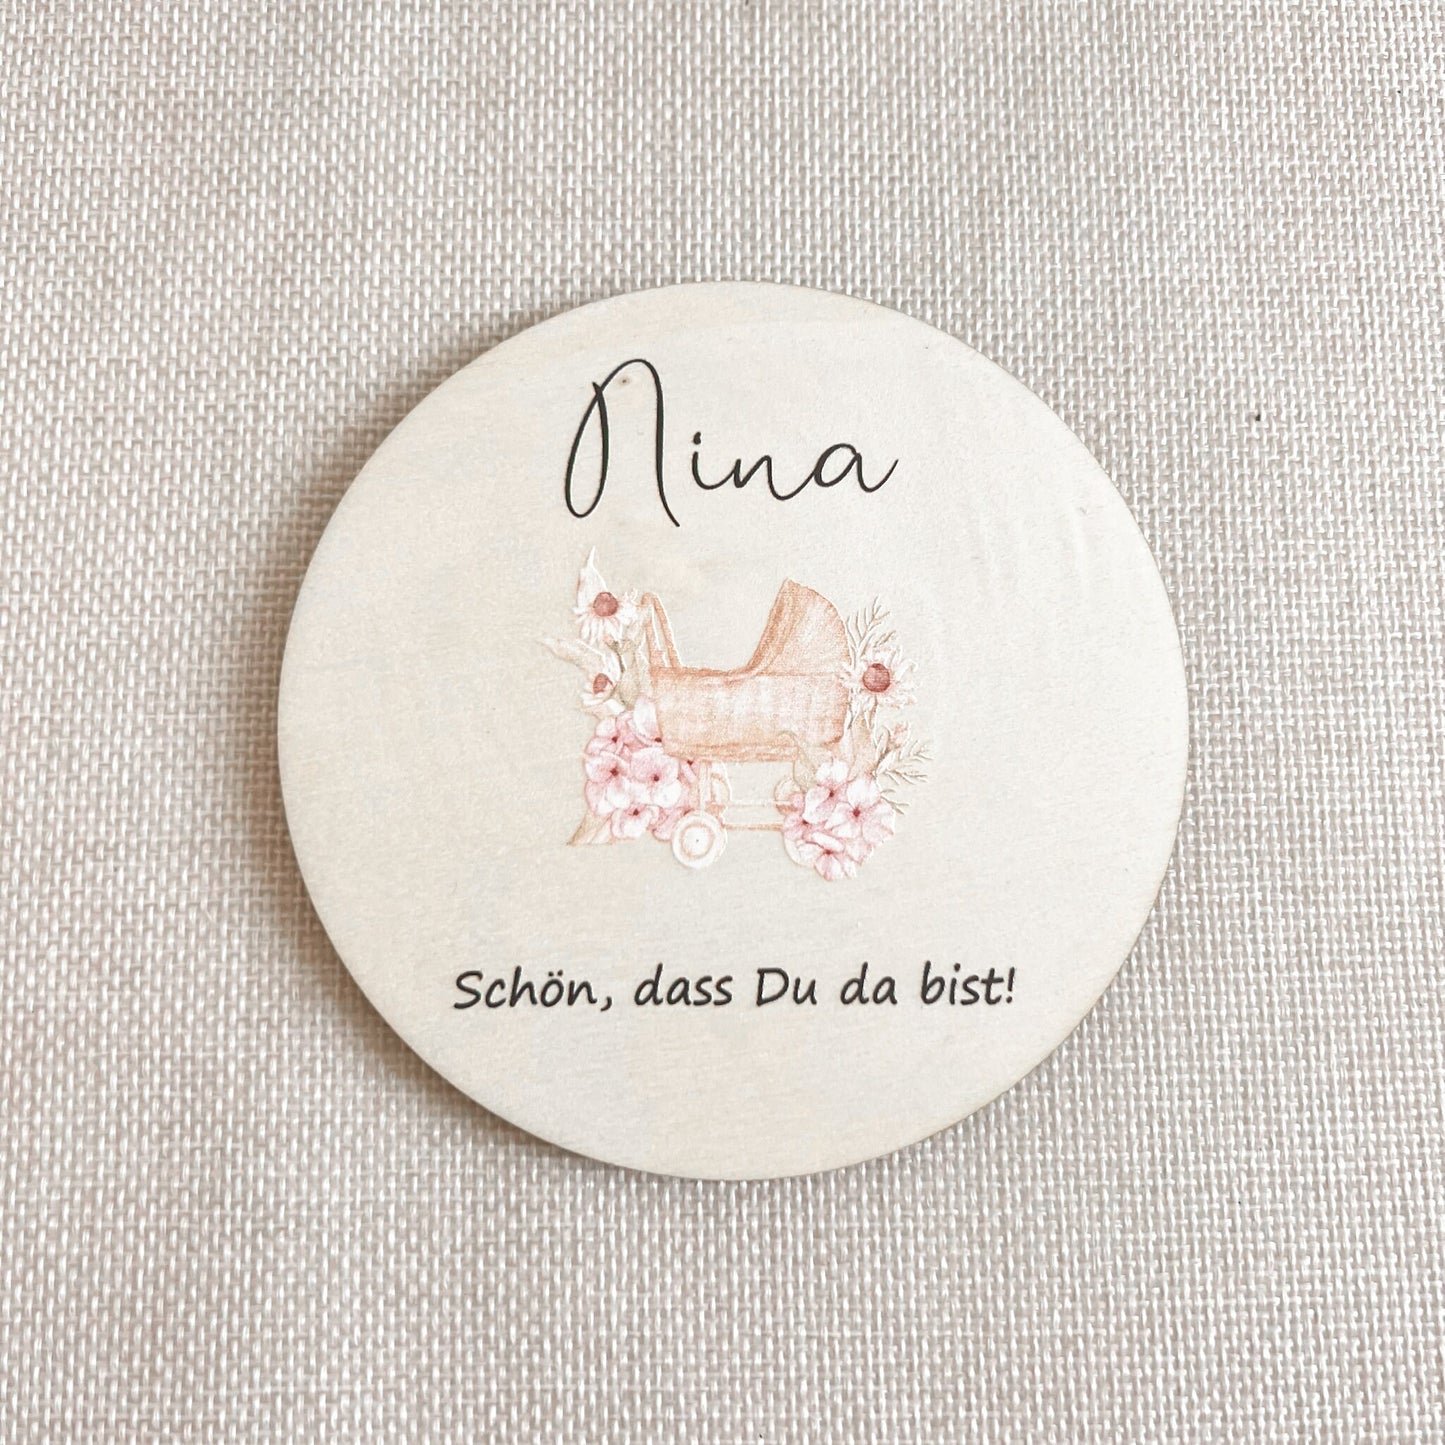 Nina
Schön, dass Du da bist!